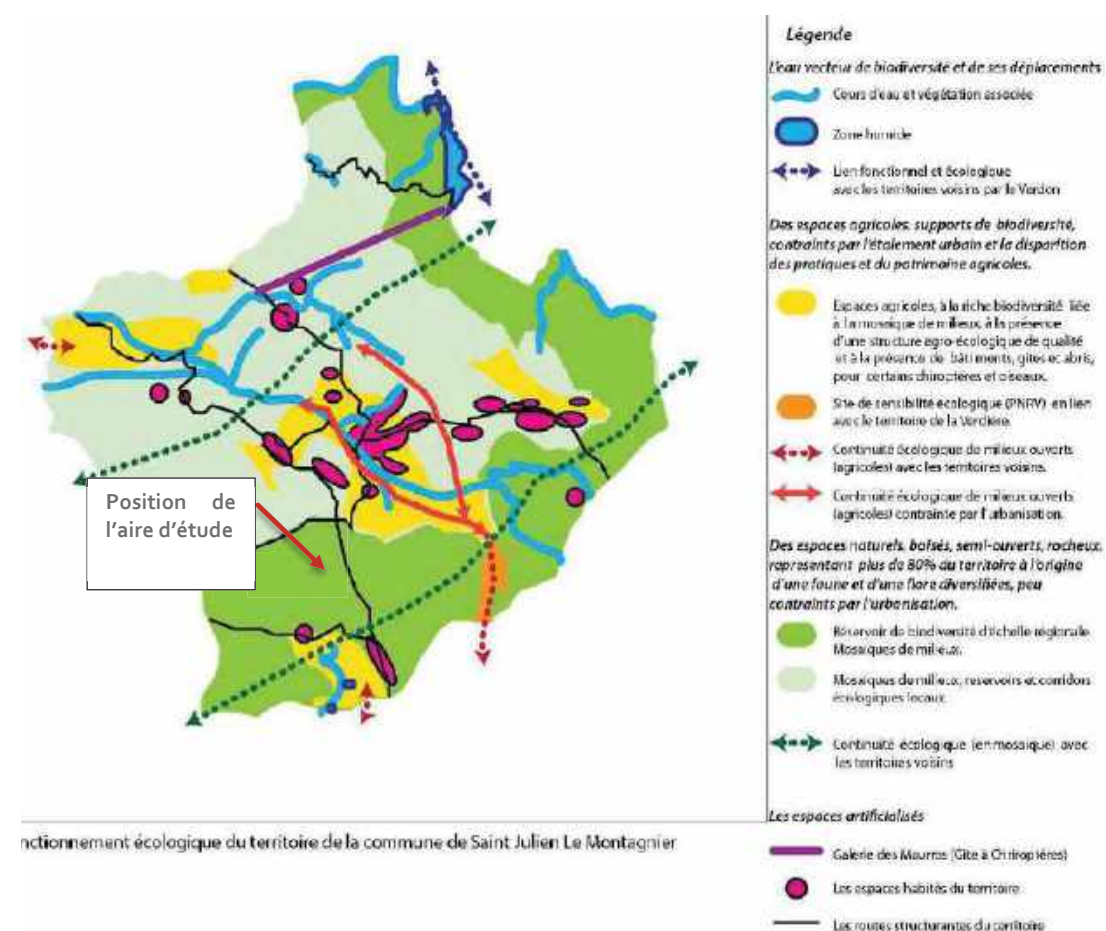 Position de
l'aire d'étude
nctionnement écologique du territoire de la commune de Saint Julien Le Montagnier
Légende
L'eau vecteur de biodiversité et de ses déplacements
Cours d'eau et végétation associée
Zone humide
Lien fonctionnel et écologique
avec les territoires voisins par le Verdon
Des espaces agricoles, supports de biodiversité,
contraints par l'étalement urbain et la disparition
des pratiques et du patrimoine agricoles.
Espaces agricoles, à la riche biodiversité liée
à la mosaïque de milieux, à la présence
d'une structure agro-écologique de qualité
et à la présence de bâtiments, gites et abris,
pour certains chiroptères et oiseaux.
Site de sensibilité écologique (PNRV) en lien
avec le territoire de la Verdière.
Continuité écologique de milieux ouverts
(agricoles) avec les territoires voisins.
Continuité écologique de milieux ouverts
(agricoles) contrainte par l'urbanisation.
Des espaces naturels, boisés, semi-ouverts, rocheux,
représentant plus de 80% du territoire à l'origine
d'une faune et d'une flore diversifiées, peu
contraints par l'urbanisation.
Réservoir de biodiversité d'échelle régionale
Mosaïques de milieux.
Mosaïques de milieux, reservoirs et corridors
écologiques locaux
Continuité écologique (en mosaïque) avec
les territoires voisins
Les espaces artificialisés
Galerie des Maurras (Gite à Chriroptères)
Les espaces habités du territoire
Les routes structurantes du territoire